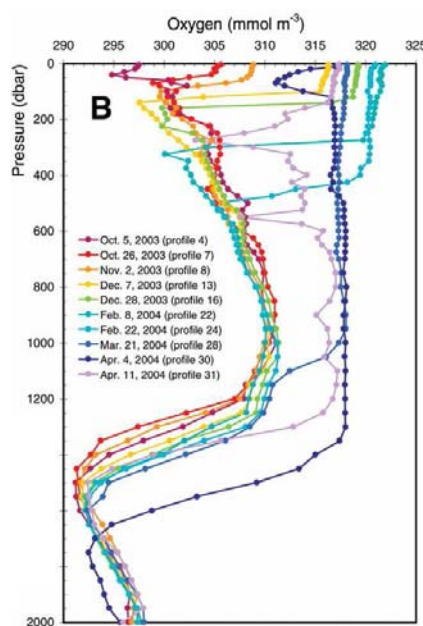 Oxygen (mmol m⁻³)
290 295 300 305 310 315 320 325
0
200
400
600
800
1000
1200
2000
Pressure (dbar)
B
Oct. 5, 2003 (profile 4)
Oct. 26, 2003 (profile 7)
Nov. 2, 2003 (profile 8)
Dec. 7, 2003 (profile 13)
Dec. 28, 2003 (profile 16)
Feb. 8, 2004 (profile 22)
Feb. 22, 2004 (profile 24)
Mar. 21, 2004 (profile 28)
Apr. 4, 2004 (profile 30)
Apr. 11, 2004 (profile 31)